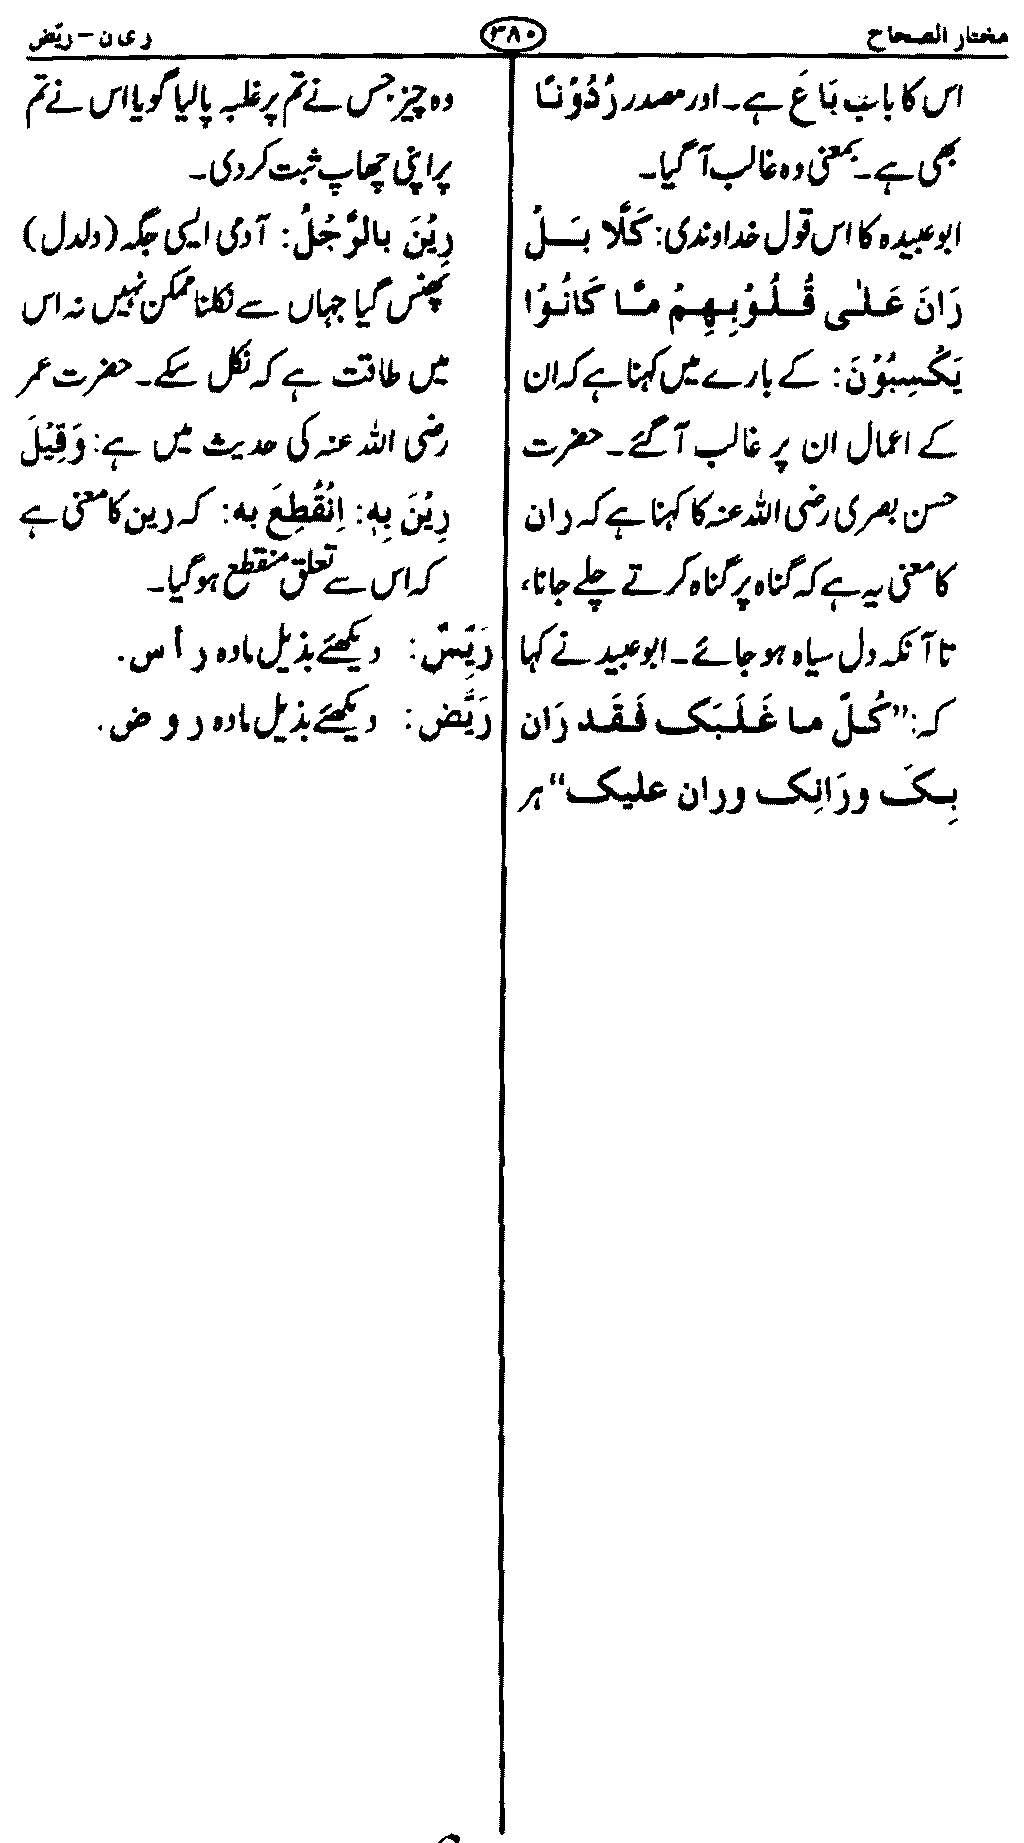 مختار الصحاح
۳۸۰
ر ی ن – ریّض
اس کا باب بَاعَ ہے۔ اور مصدر رُدُوْنًا
بھی ہے۔ بمعنی وہ غالب آ گیا۔
ابو عبیدہ کا اس قول خداوندی: كَلَّا بَلْ
رَانَ عَلٰى قُلُوْبِهِمْ مَّا كَانُوْا
يَكْسِبُوْنَ: کے بارے میں کہنا ہے کہ ان
کے اعمال ان پر غالب آ گئے۔ حضرت
حسن بصری رضی اللہ عنہ کا کہنا ہے کہ ران
کا معنی یہ ہے کہ گناہ پر گناہ کرتے چلے جانا،
تا آنکہ دل سیاہ ہو جائے۔ ابو عبید نے کہا
کہ: ”كُلّ ما غَلَبَک فَقَد رَان
بِکَ ورَانِک وران علیک“ ہر
وہ چیز جس نے تم پر غلبہ پا لیا گویا اس نے تم
پر اپنی چھاپ ثبت کر دی۔
رِيْنَ بالرَّجُلُ: آدمی ایسی جگہ (دلدل)
پھنس گیا جہاں سے نکلنا ممکن نہیں نہ اس
میں طاقت ہے کہ نکل سکے۔ حضرت عمر
رضی اللہ عنہ کی حدیث میں ہے: وَقِيْلَ
رِيْنَ بِهٖ: اِنْقُطِعَ به: کہ رین کا معنی ہے
کہ اس سے تعلق منقطع ہو گیا۔
رَيِّسٌ: دیکھئے بذیل مادہ ر أ س.
رَيَّض: دیکھئے بذیل مادہ ر و ض.